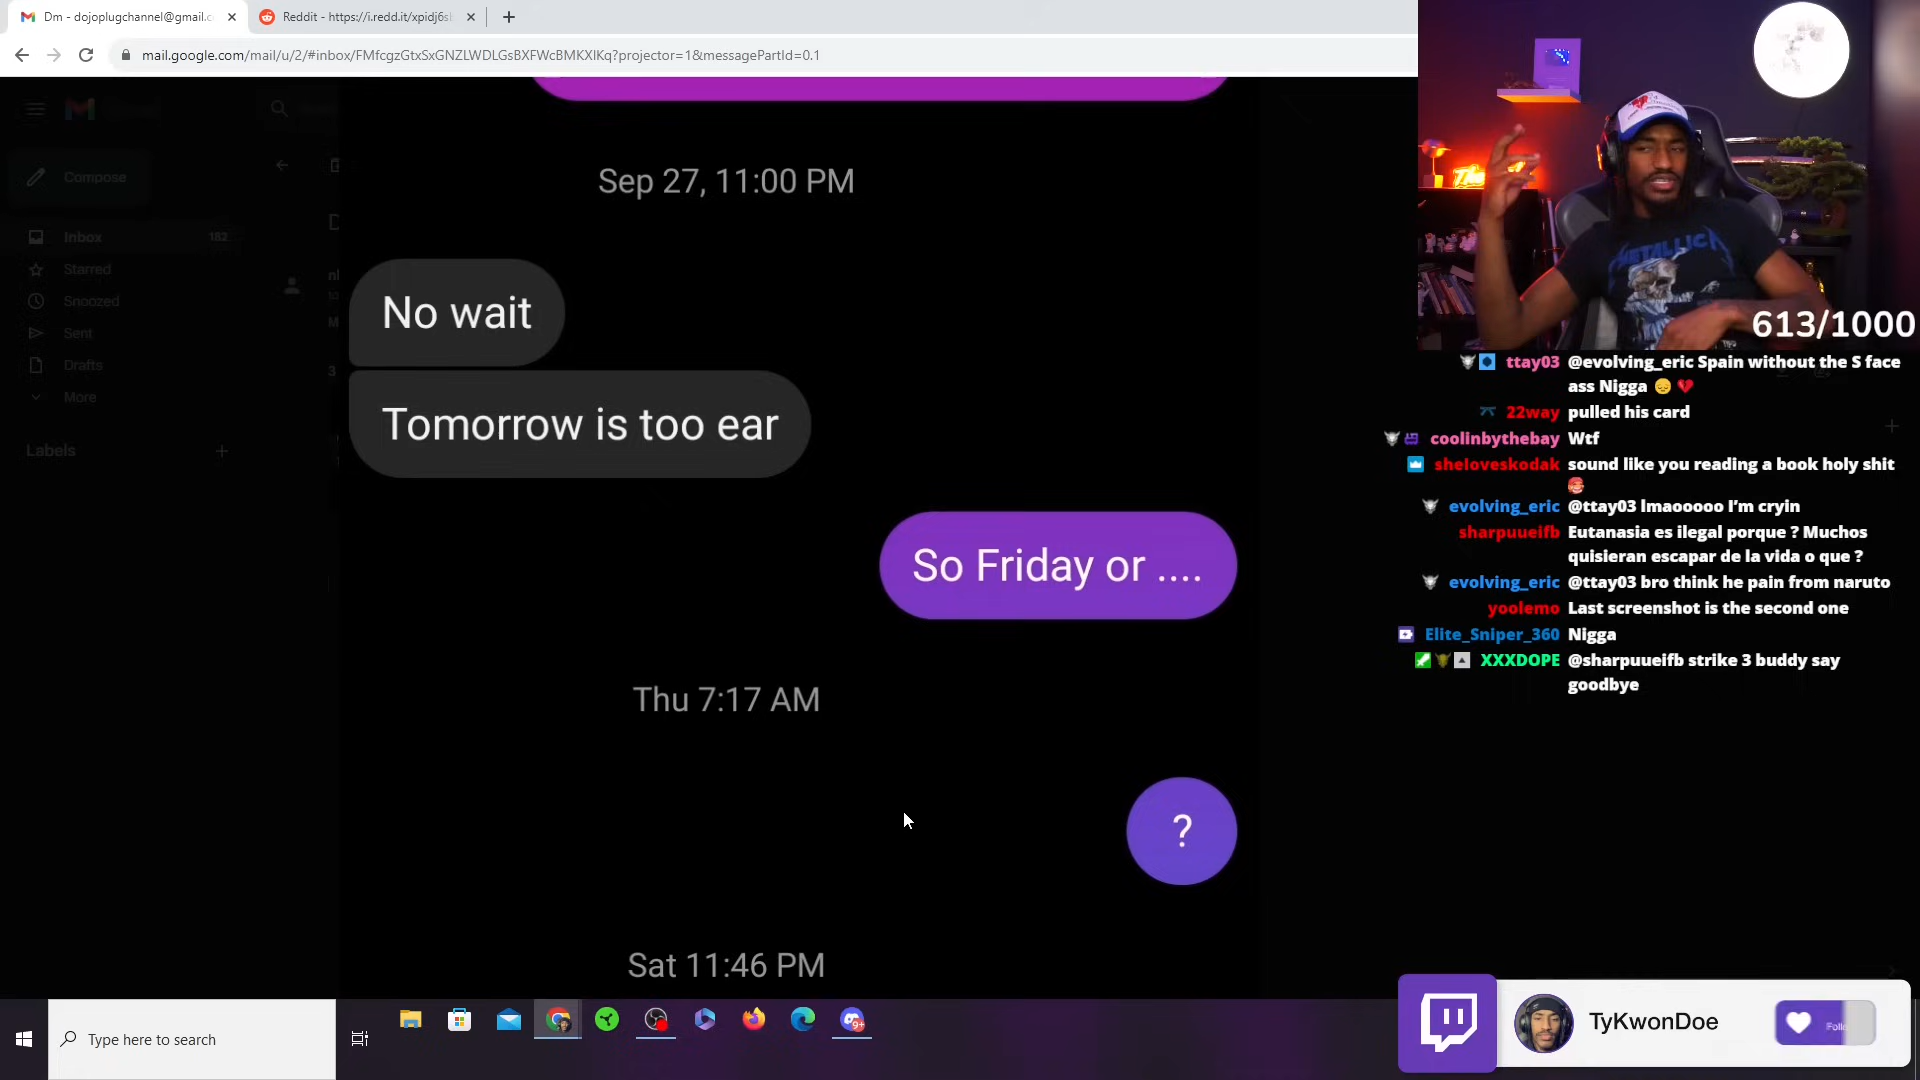 Dm - dojoplugchannel@gmail.c
Reddit - https://i.redd.it/xpidj6s
mail.google.com/mail/u/2/#inbox/FMfcgzGtxSxGNZLWDLGsBXFWcBMKXlKq?projector=1&messagePartId=0.1
Compose
Inbox 182
Starred
Snoozed
Sent
Drafts
More
Labels
Sep 27, 11:00 PM
No wait
Tomorrow is too ear
So Friday or ....
Thu 7:17 AM
?
Sat 11:46 PM
METALLICA
613/1000
ttay03 @evolving_eric Spain without the S face
ass Nigga 😔 💔
22way pulled his card
coolinbythebay Wtf
sheloveskodak sound like you reading a book holy shit
evolving_eric @ttay03 lmaooooo I'm cryin
sharpuueifb Eutanasia es ilegal porque ? Muchos
quisieran escapar de la vida o que ?
evolving_eric @ttay03 bro think he pain from naruto
yoolemo Last screenshot is the second one
Elite_Sniper_360 Nigga
XXXDOPE @sharpuueifb strike 3 buddy say
goodbye
Type here to search
9+
TyKwonDoe